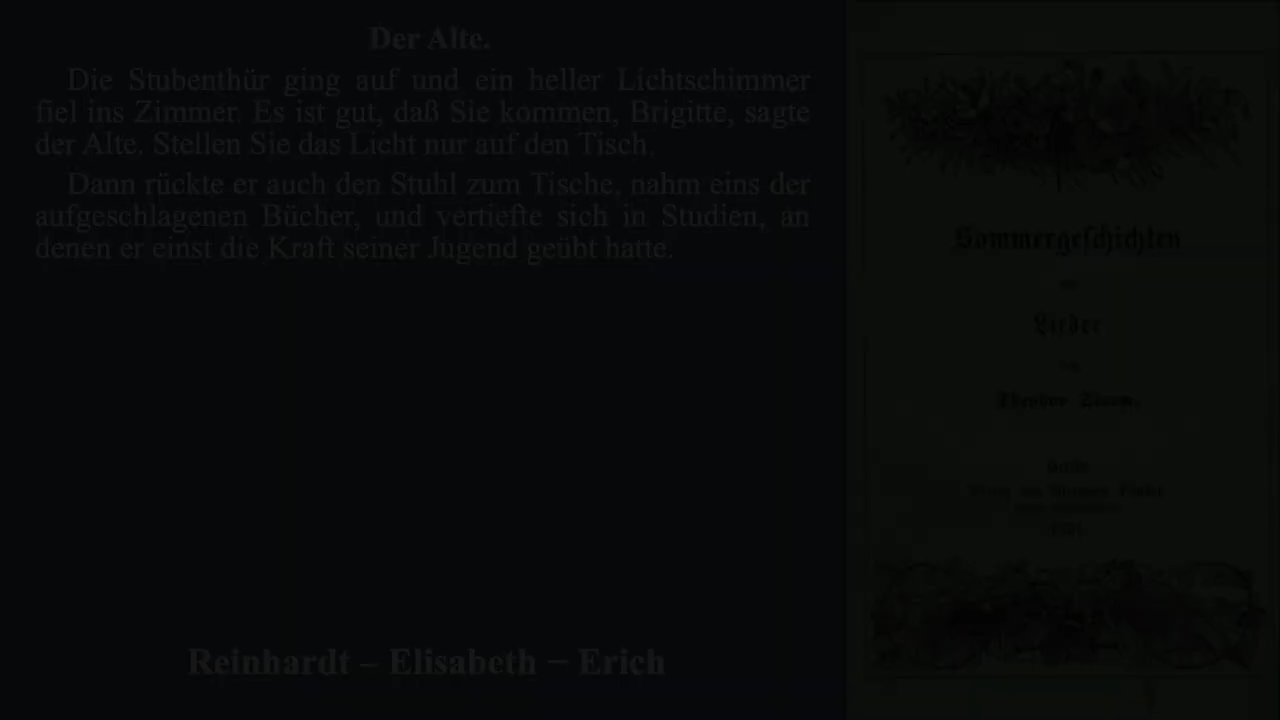 Der Alte.
Die Stubenthür ging auf und ein heller Lichtschimmer
fiel ins Zimmer. Es ist gut, daß Sie kommen, Brigitte, sagte
der Alte. Stellen Sie das Licht nur auf den Tisch.
Dann rückte er auch den Stuhl zum Tische, nahm eins der
aufgeschlagenen Bücher, und vertiefte sich in Studien, an
denen er einst die Kraft seiner Jugend geübt hatte.
Reinhardt – Elisabeth – Erich
Sommergeschichten
Lieder
Theodor Storm.